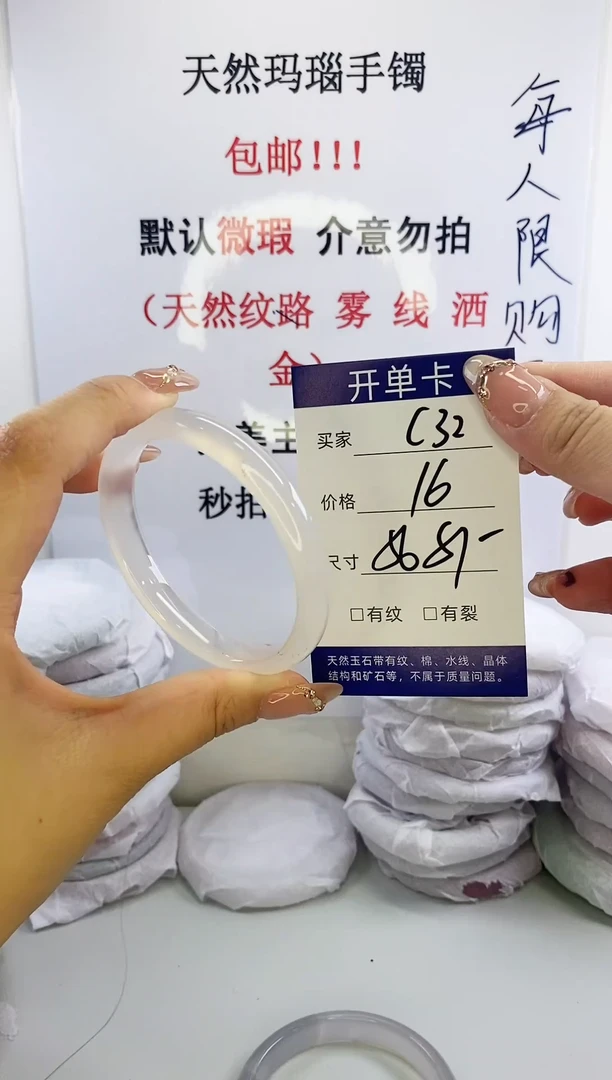 天然玛瑙手镯
包邮!!!
默认微瑕 介意勿拍
（天然纹路 雾 线 洒
金）
美主
秒拍
每人限购
开单卡
买家 C32
价格 16
尺寸
□有纹 □有裂
天然玉石带有纹、棉、水线、晶体
结构和矿石等，不属于质量问题。